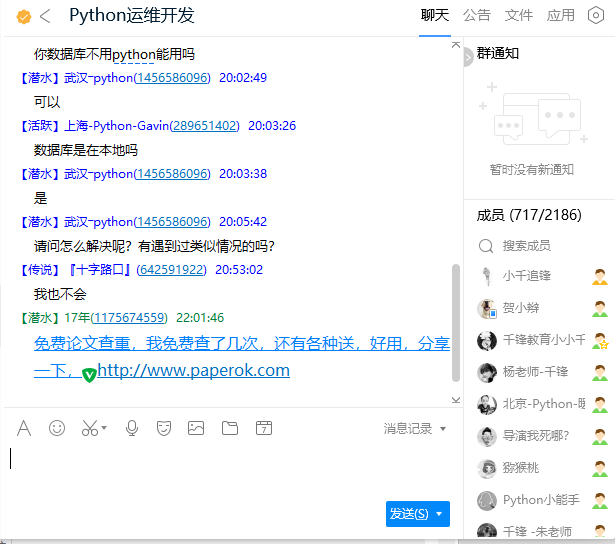 Python运维开发
聊天 公告 文件 应用
你数据库不用python能用吗
【潜水】武汉-python(1456586096) 20:02:49
可以
【活跃】上海-Python-Gavin(289651402) 20:03:26
数据库是在本地吗
【潜水】武汉-python(1456586096) 20:03:38
是
【潜水】武汉-python(1456586096) 20:05:42
请问怎么解决呢？有遇到过类似情况的吗？
【传说】『十字路口』(642591922) 20:53:02
我也不会
【潜水】17年(1175674559) 22:01:46
免费论文查重，我免费查了几次，还有各种送，好用，分享
一下，http://www.paperok.com
消息记录
发送(S)
群通知
暂时没有新通知
成员 (717/2186)
搜索成员
小千追锋
贺小辫
千锋教育小小千
杨老师-千锋
北京-Python-
导演我死哪?
猕猴桃
Python小能手
千锋 -朱老师